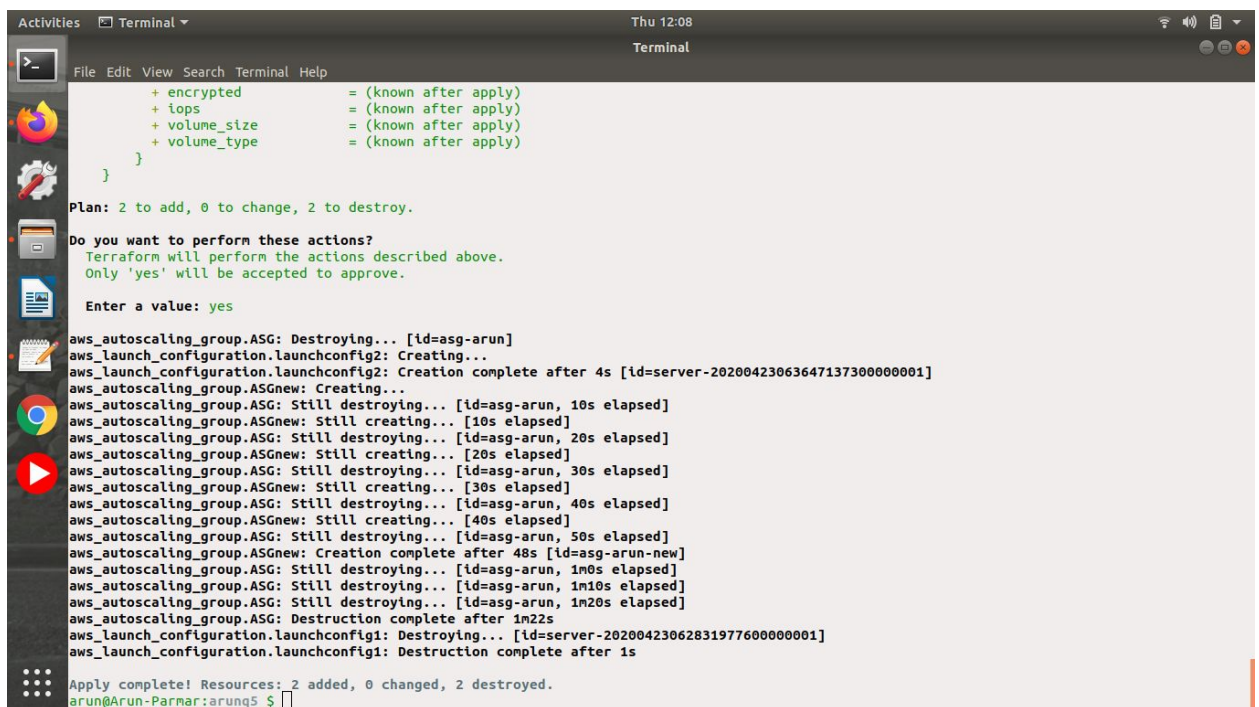 Activities Terminal Thu 12:08
Terminal
File Edit View Search Terminal Help
+ encrypted = (known after apply)
+ iops = (known after apply)
+ volume_size = (known after apply)
+ volume_type = (known after apply)
}
}
Plan: 2 to add, 0 to change, 2 to destroy.
Do you want to perform these actions?
Terraform will perform the actions described above.
Only 'yes' will be accepted to approve.
Enter a value: yes
aws_autoscaling_group.ASG: Destroying... [id=asg-arun]
aws_launch_configuration.launchconfig2: Creating...
aws_launch_configuration.launchconfig2: Creation complete after 4s [id=server-20200423063647137300000001]
aws_autoscaling_group.ASGnew: Creating...
aws_autoscaling_group.ASG: Still destroying... [id=asg-arun, 10s elapsed]
aws_autoscaling_group.ASGnew: Still creating... [10s elapsed]
aws_autoscaling_group.ASG: Still destroying... [id=asg-arun, 20s elapsed]
aws_autoscaling_group.ASGnew: Still creating... [20s elapsed]
aws_autoscaling_group.ASG: Still destroying... [id=asg-arun, 30s elapsed]
aws_autoscaling_group.ASGnew: Still creating... [30s elapsed]
aws_autoscaling_group.ASG: Still destroying... [id=asg-arun, 40s elapsed]
aws_autoscaling_group.ASGnew: Still creating... [40s elapsed]
aws_autoscaling_group.ASG: Still destroying... [id=asg-arun, 50s elapsed]
aws_autoscaling_group.ASGnew: Creation complete after 48s [id=asg-arun-new]
aws_autoscaling_group.ASG: Still destroying... [id=asg-arun, 1m0s elapsed]
aws_autoscaling_group.ASG: Still destroying... [id=asg-arun, 1m10s elapsed]
aws_autoscaling_group.ASG: Still destroying... [id=asg-arun, 1m20s elapsed]
aws_autoscaling_group.ASG: Destruction complete after 1m22s
aws_launch_configuration.launchconfig1: Destroying... [id=server-20200423062831977600000001]
aws_launch_configuration.launchconfig1: Destruction complete after 1s
Apply complete! Resources: 2 added, 0 changed, 2 destroyed.
arun@Arun-Parmar:arunq5 $